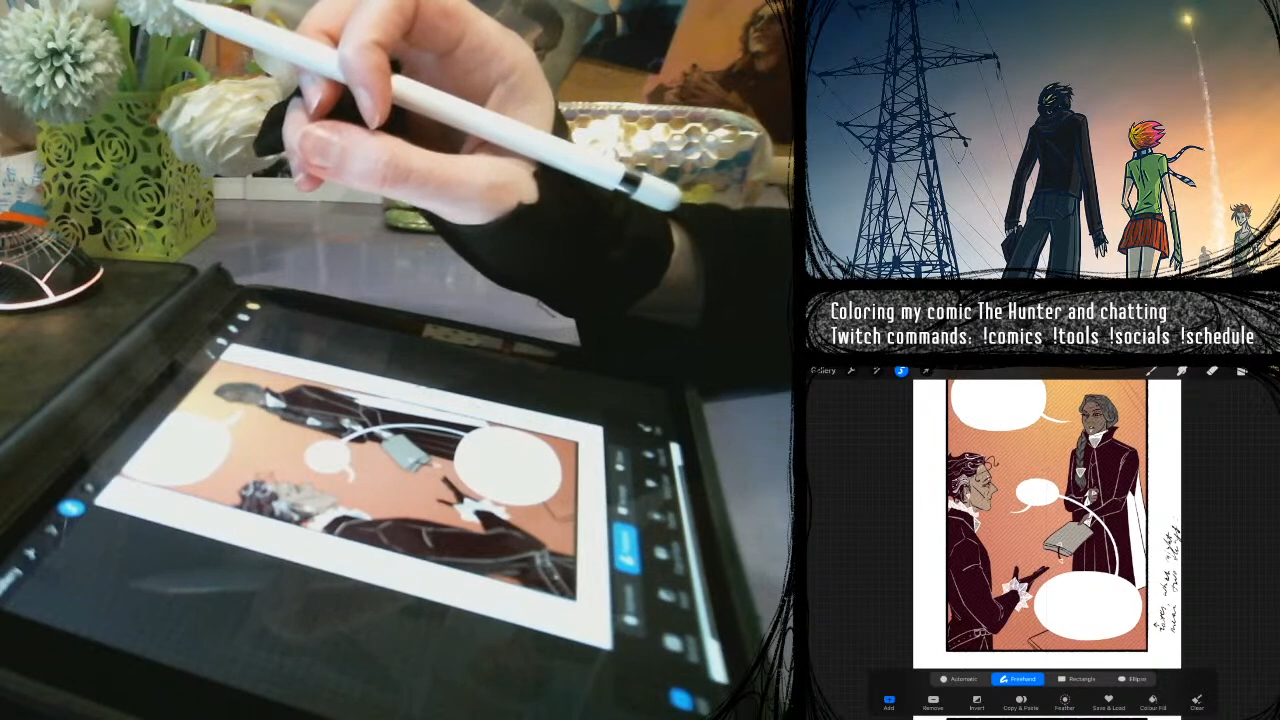 Coloring my comic The Hunter and chatting
Twitch commands. !comics !tools !socials !schedule
Gallery
Automatic Freehand Rectangle Ellipse
Add Remove Invert Copy & Paste Feather Save & Load Colour Fill Clear